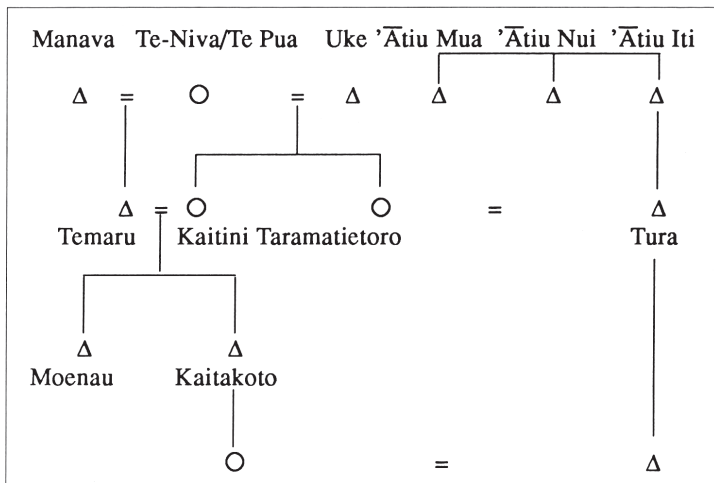 Manava Te-Niva/Te Pua Uke ’Ātiu Mua ’Ātiu Nui ’Ātiu Iti
Δ = O = Δ Δ Δ Δ
Δ = O O = Δ
Temaru Kaitini Taramatietoro Tura
Δ Δ
Moenau Kaitakoto
O = Δ